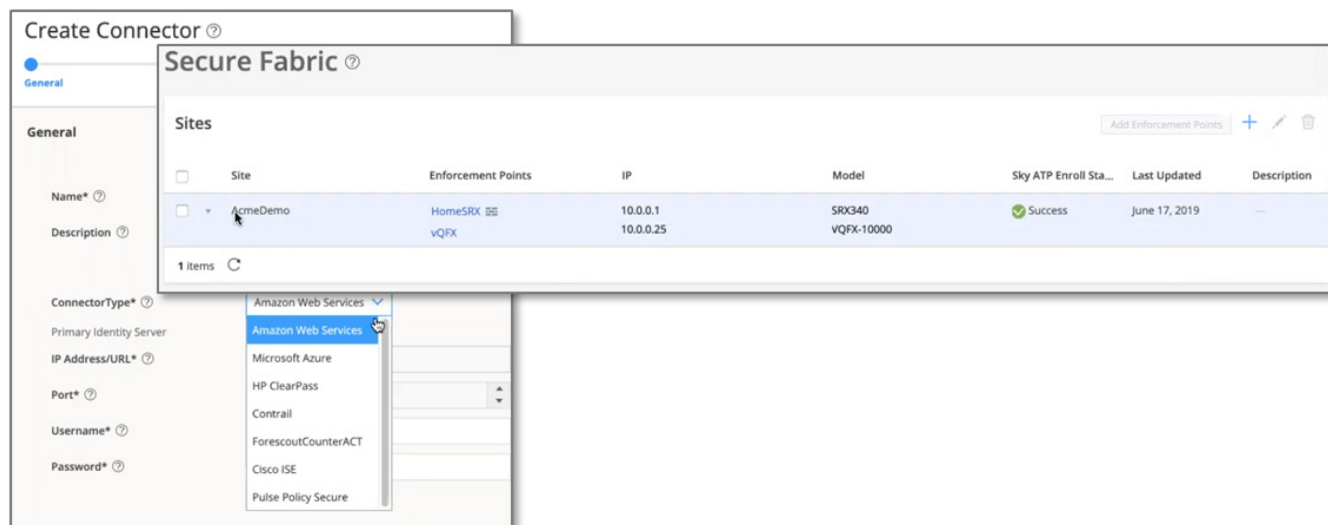 Create Connector
General
General
Name*
Description
ConnectorType*
Amazon Web Services
Primary Identity Server
IP Address/URL*
Port*
Username*
Password*
Amazon Web Services
Microsoft Azure
HP ClearPass
Contrail
ForescoutCounterACT
Cisco ISE
Pulse Policy Secure
Secure Fabric
Sites
Add Enforcement Points
Site Enforcement Points IP Model Sky ATP Enroll Sta... Last Updated Description
AcmeDemo HomeSRX 10.0.0.1 SRX340 Success June 17, 2019 —
vQFX 10.0.0.25 VQFX-10000
1 items